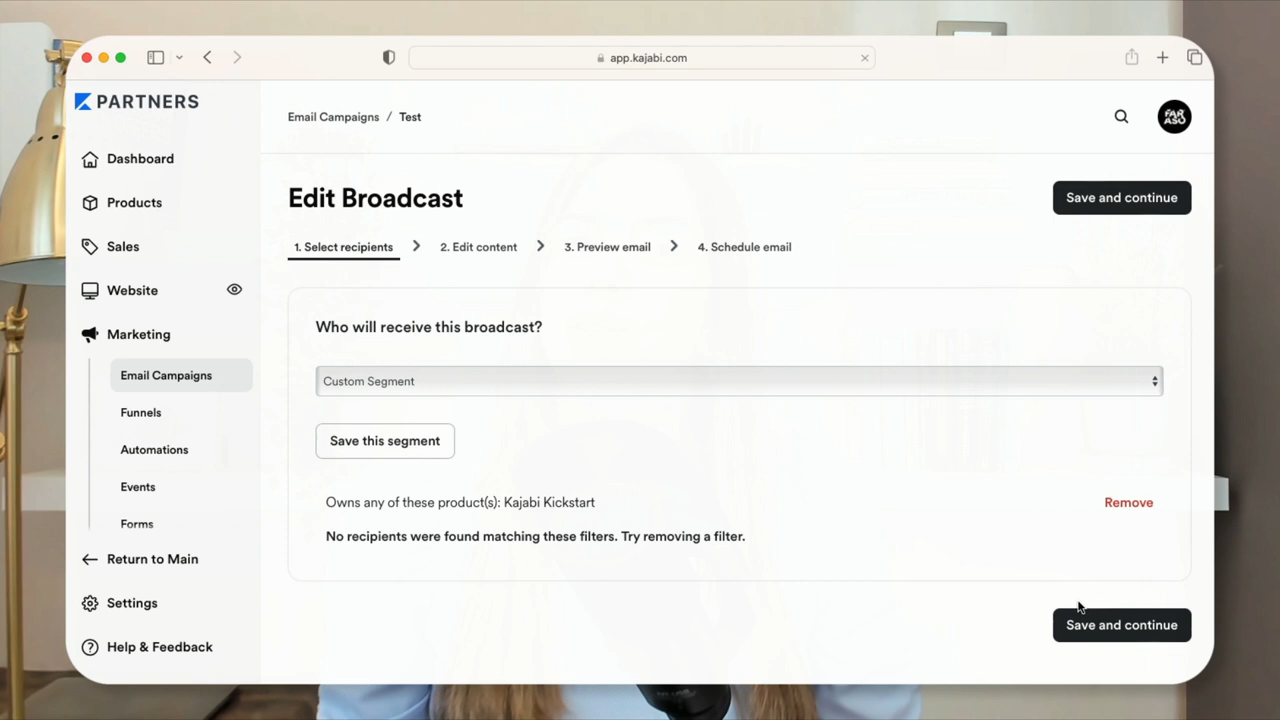 app.kajabi.com
PARTNERS
Email Campaigns / Test
FAR
ASO
Dashboard
Products
Sales
Website
Marketing
Email Campaigns
Funnels
Automations
Events
Forms
Return to Main
Settings
Help & Feedback
Edit Broadcast
Save and continue
1. Select recipients
2. Edit content
3. Preview email
4. Schedule email
Who will receive this broadcast?
Custom Segment
Save this segment
Owns any of these product(s): Kajabi Kickstart
Remove
No recipients were found matching these filters. Try removing a filter.
Save and continue